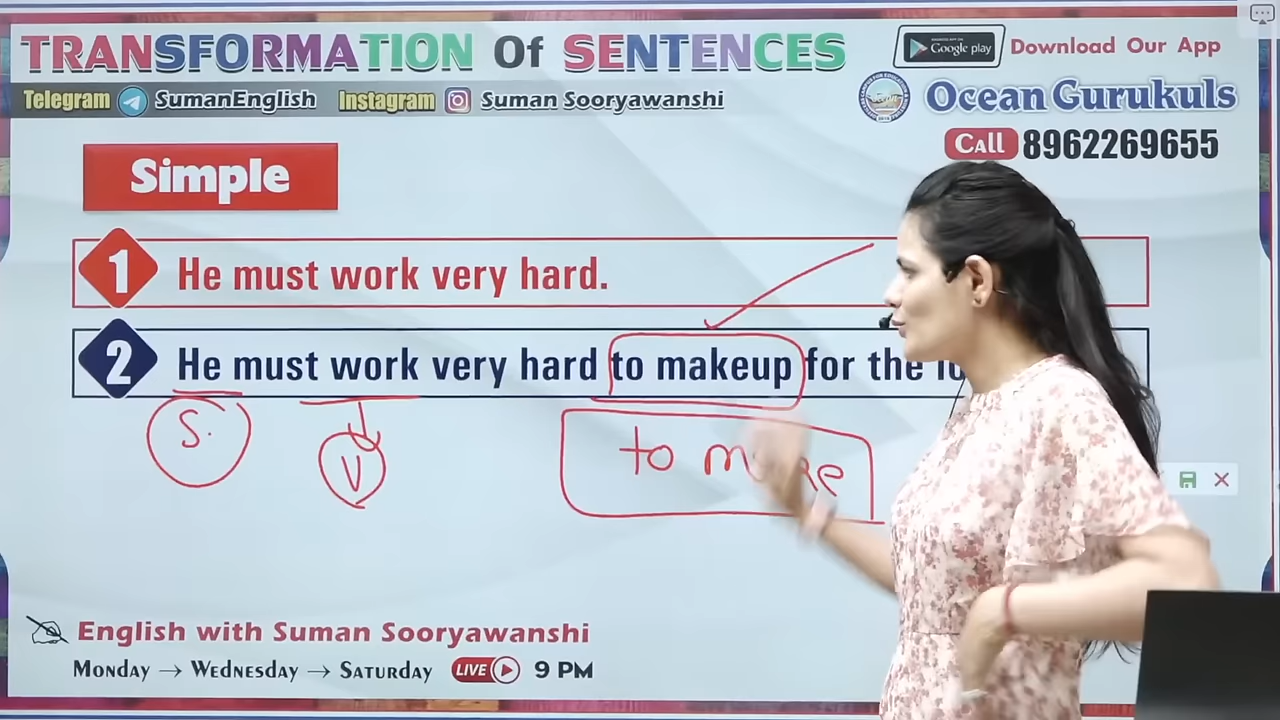 TRANSFORMATION Of SENTENCES
Google play Download Our App
Telegram SumanEnglish Instagram Suman Sooryawanshi
Ocean Gurukuls
CALL 8962269655
Simple
1 He must work very hard.
2 He must work very hard to makeup for the
S.
V
to
English with Suman Sooryawanshi
MONDAY → WEDNESDAY → SATURDAY LIVE 9 PM